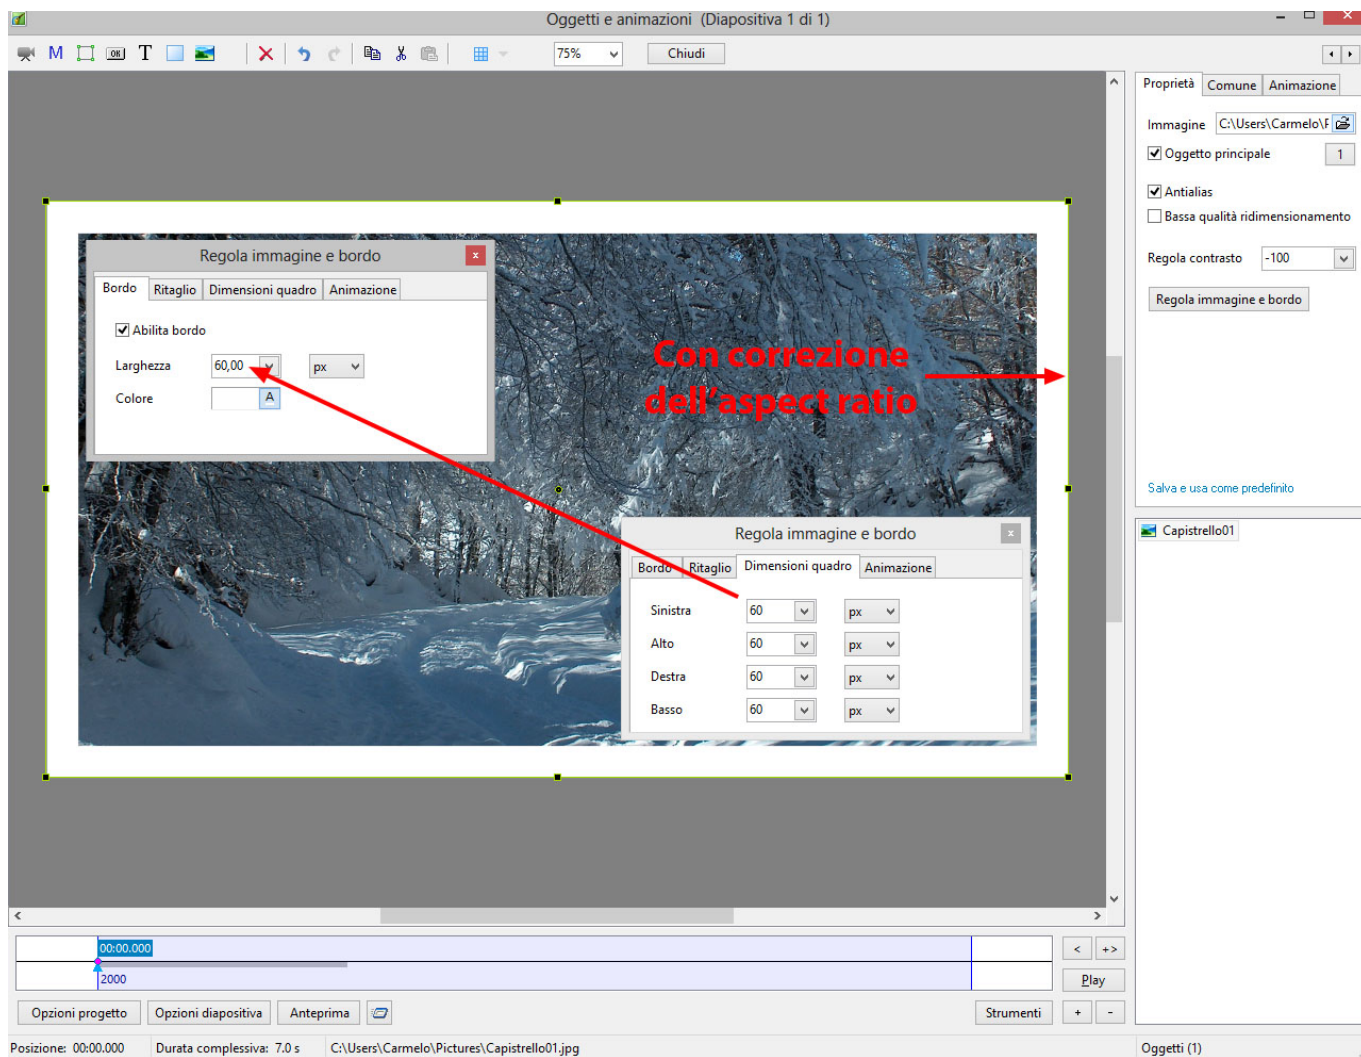 Oggetti e animazioni  (Diapositiva 1 di 1)
M OK T 75% Chiudi
Proprietà Comune Animazione
Immagine C:\Users\Carmelo\F
Oggetto principale 1
Antialias
Bassa qualità ridimensionamento
Regola contrasto -100
Regola immagine e bordo
Salva e usa come predefinito
Capistrello01
Regola immagine e bordo x
Bordo Ritaglio Dimensioni quadro Animazione
Abilita bordo
Larghezza 60,00 px
Colore A
Con correzione
dell'aspect ratio
Regola immagine e bordo x
Bordo Ritaglio Dimensioni quadro Animazione
Sinistra 60 px
Alto 60 px
Destra 60 px
Basso 60 px
00:00.000 < +>
2000 Play
Opzioni progetto Opzioni diapositiva Anteprima Strumenti + -
Posizione: 00:00.000 Durata complessiva: 7.0 s C:\Users\Carmelo\Pictures\Capistrello01.jpg Oggetti (1)